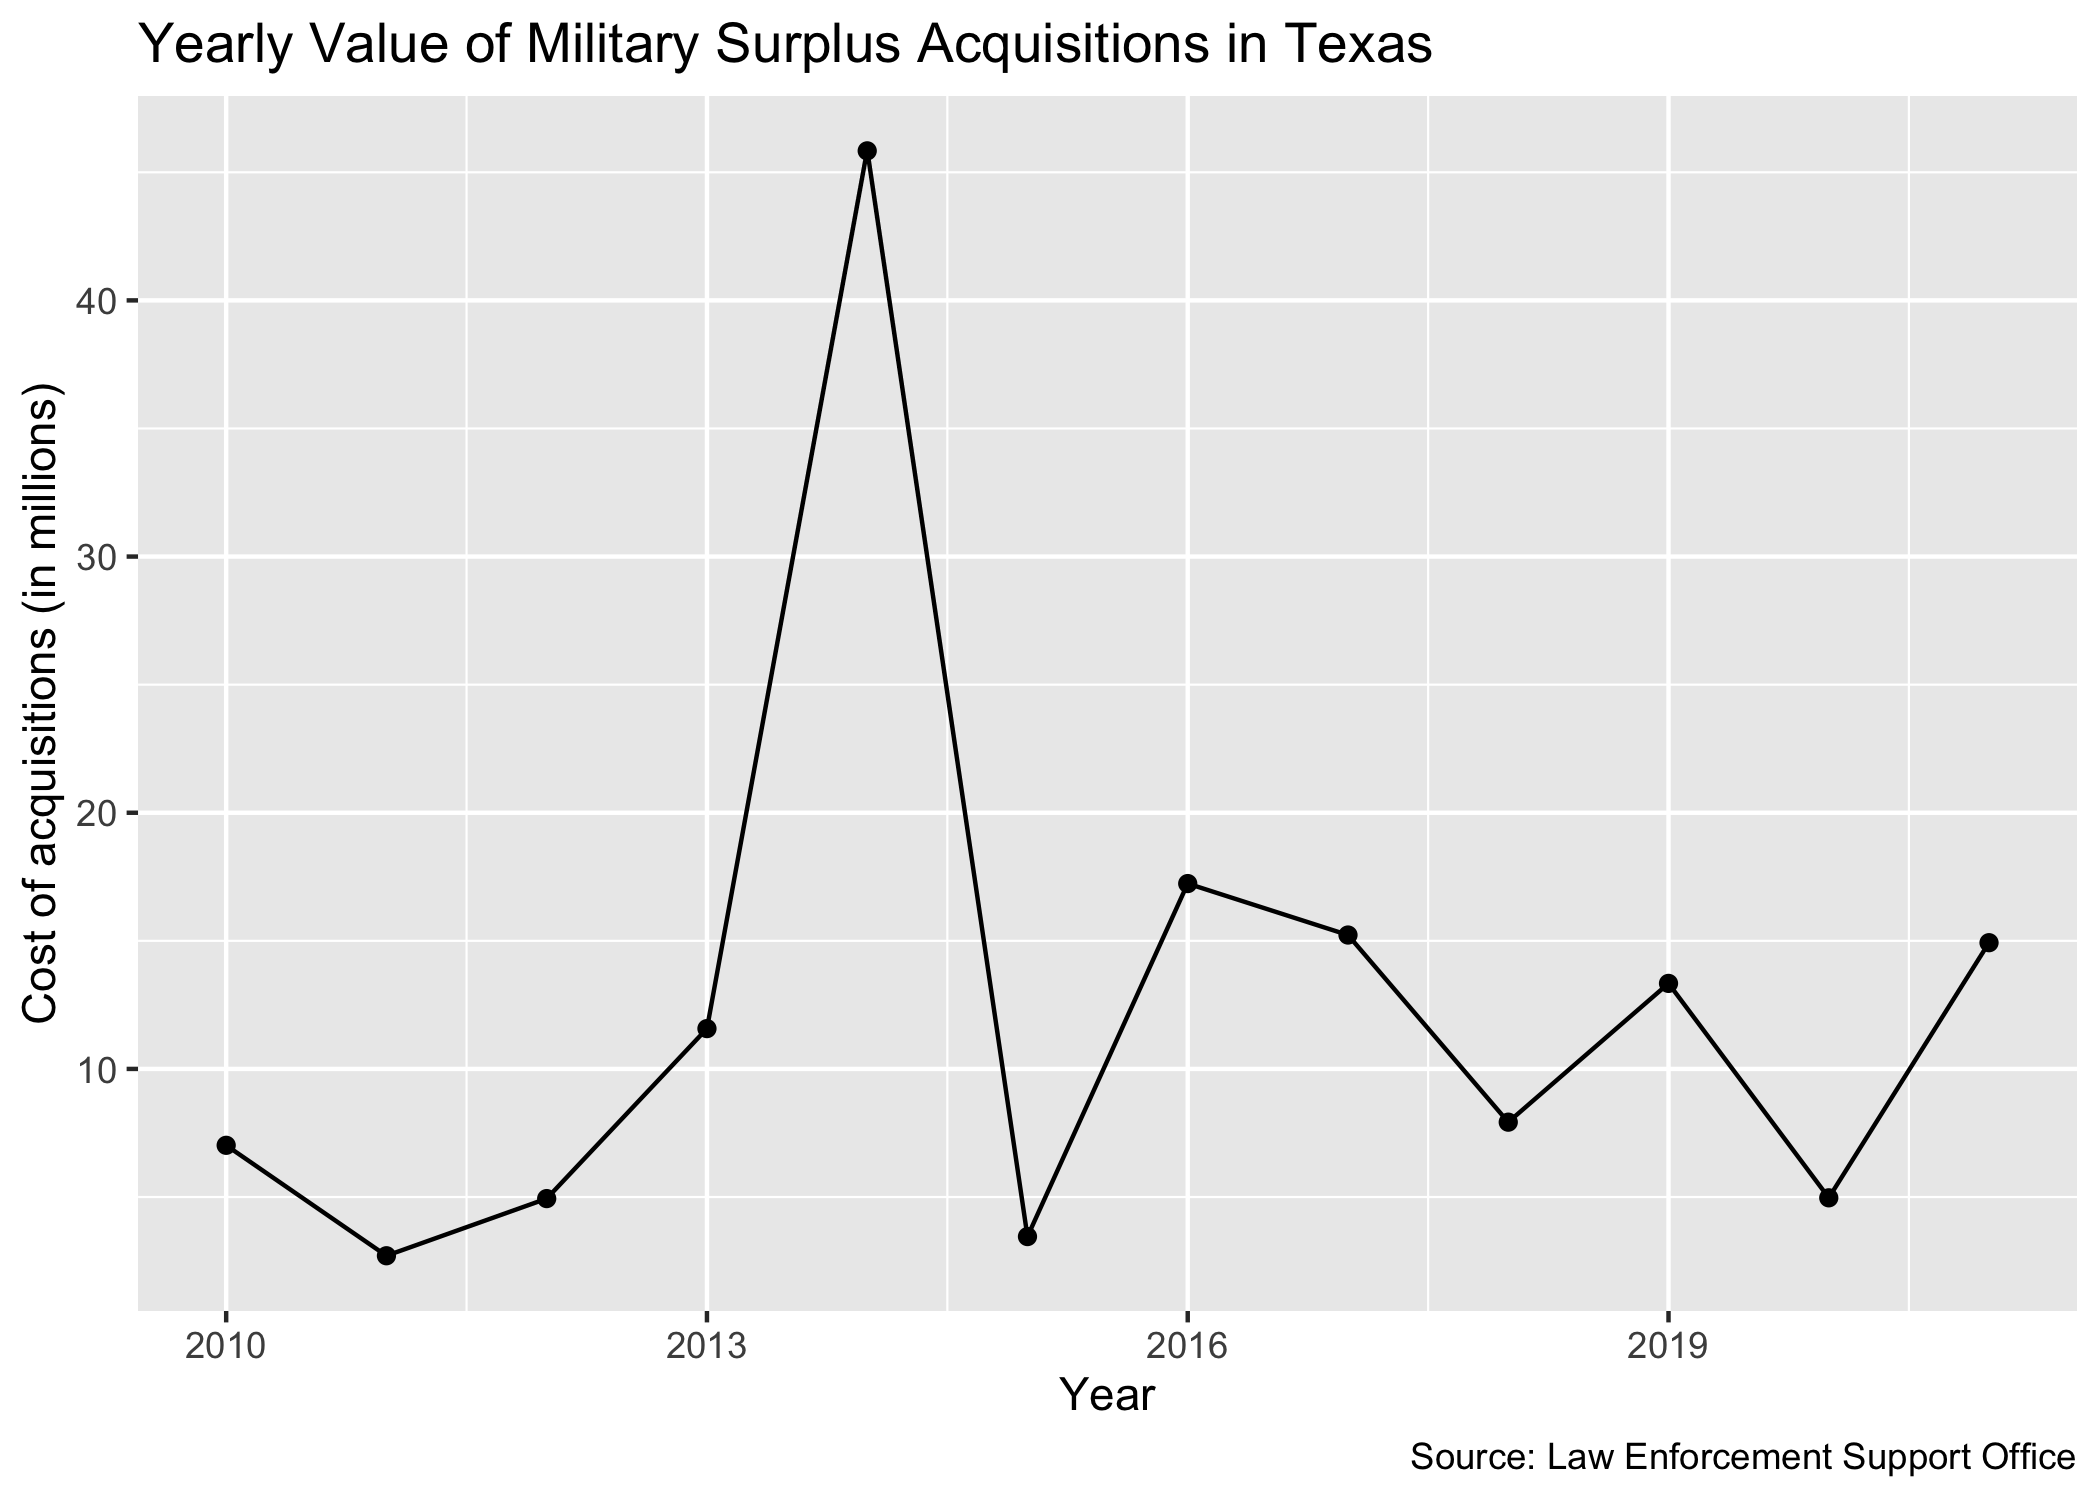 Yearly Value of Military Surplus Acquisitions in Texas
Cost of acquisitions (in millions)
40
30
20
10
2010 2013 2016 2019
Year
Source: Law Enforcement Support Office